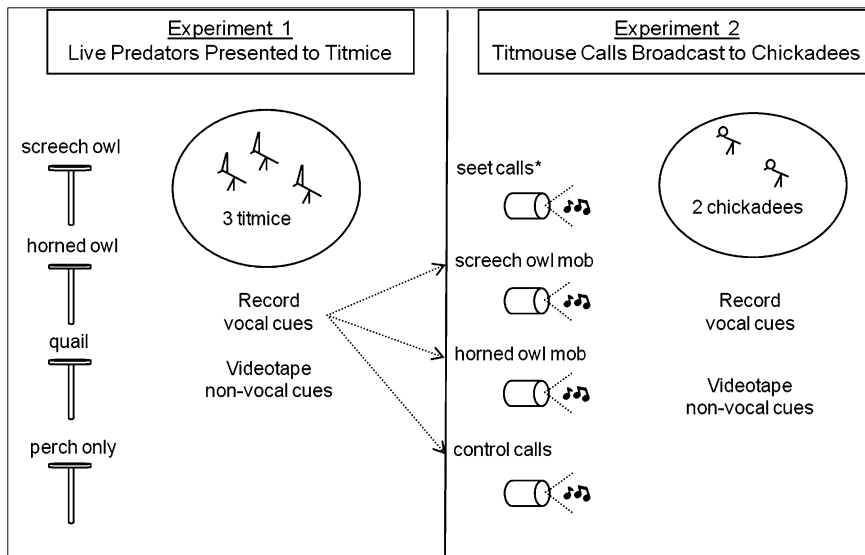 Experiment 1
Live Predators Presented to Titmice
screech owl
horned owl
quail
perch only
3 titmice
Record
vocal cues
Videotape
non-vocal cues
Experiment 2
Titmouse Calls Broadcast to Chickadees
seet calls*
screech owl mob
horned owl mob
control calls
2 chickadees
Record
vocal cues
Videotape
non-vocal cues